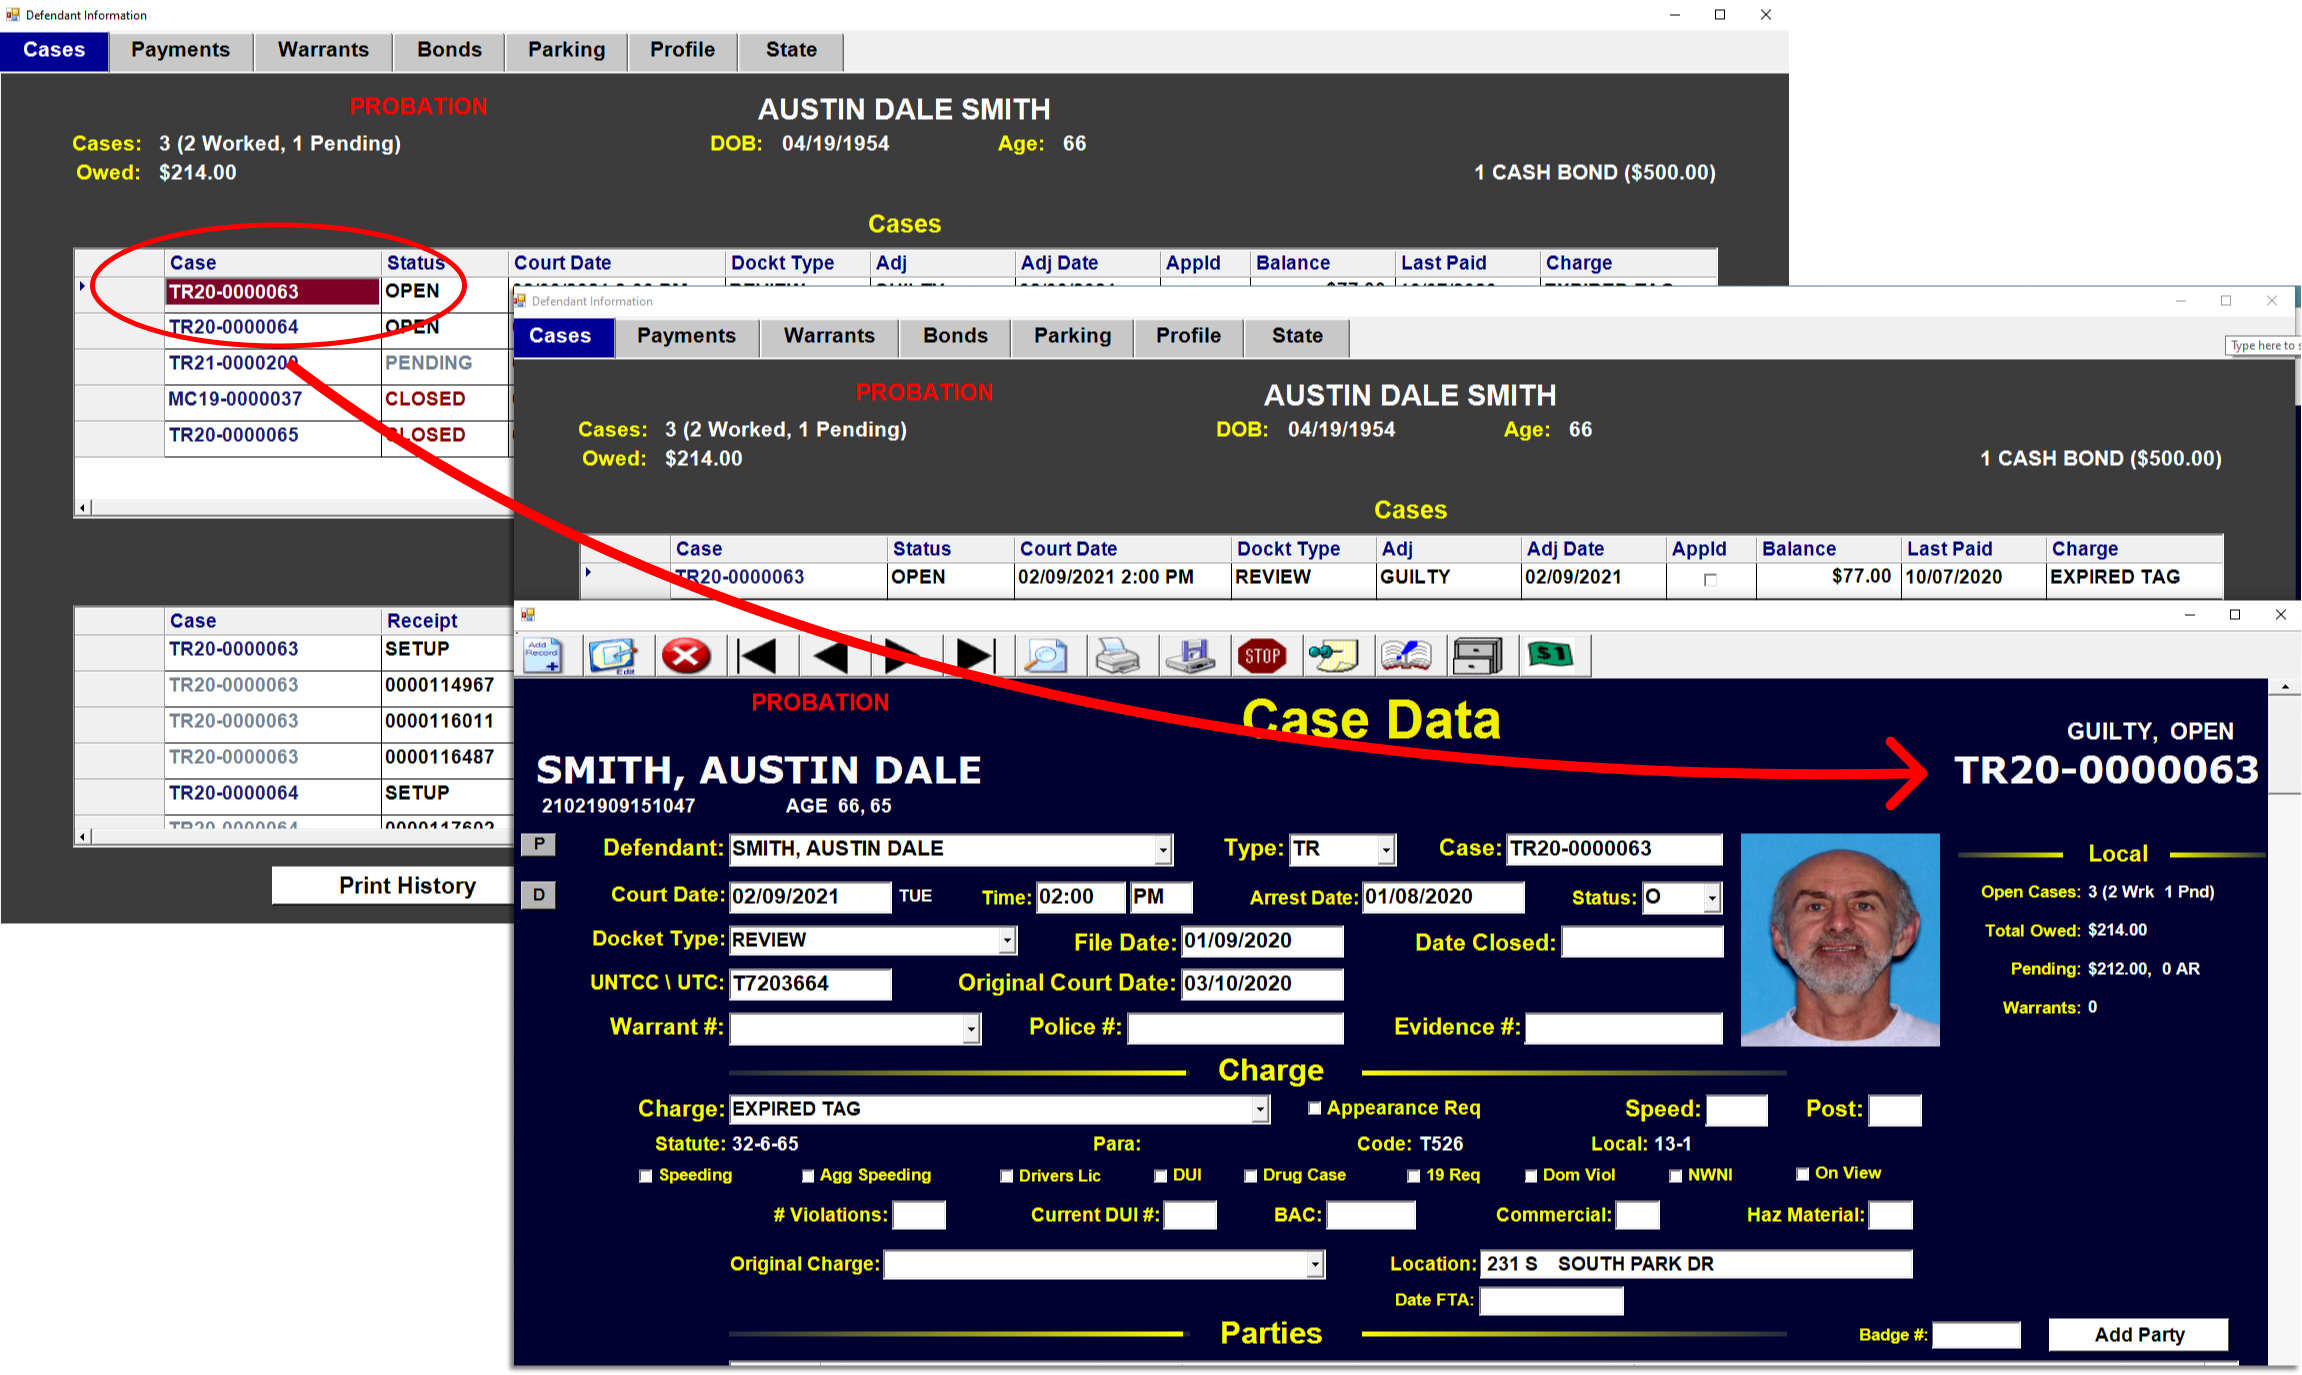 Defendant Information
Cases Payments Warrants Bonds Parking Profile State
PROBATION
AUSTIN DALE SMITH
Cases: 3 (2 Worked, 1 Pending)
DOB: 04/19/1954 Age: 66
Owed: $214.00
1 CASH BOND ($500.00)
Cases
Case Status Court Date Dockt Type Adj Adj Date Appld Balance Last Paid Charge
TR20-0000063 OPEN
TR20-0000064 OPEN
TR21-0000209 PENDING
MC19-0000037 CLOSED
TR20-0000065 CLOSED
Case Receipt
TR20-0000063 SETUP
TR20-0000063 0000114967
TR20-0000063 0000116011
TR20-0000063 0000116487
TR20-0000064 SETUP
TR20-0000064 0000117602
Print History
Defendant Information
Type here to s
Cases Payments Warrants Bonds Parking Profile State
PROBATION
AUSTIN DALE SMITH
Cases: 3 (2 Worked, 1 Pending)
DOB: 04/19/1954 Age: 66
Owed: $214.00
1 CASH BOND ($500.00)
Cases
Case Status Court Date Dockt Type Adj Adj Date Appld Balance Last Paid Charge
TR20-0000063 OPEN 02/09/2021 2:00 PM REVIEW GUILTY 02/09/2021 $77.00 10/07/2020 EXPIRED TAG
Add Record Edit STOP $1
PROBATION
Case Data
GUILTY, OPEN
SMITH, AUSTIN DALE
TR20-0000063
21021909151047 AGE 66, 65
P Defendant: SMITH, AUSTIN DALE Type: TR Case: TR20-0000063
D Court Date: 02/09/2021 TUE Time: 02:00 PM Arrest Date: 01/08/2020 Status: O
Docket Type: REVIEW File Date: 01/09/2020 Date Closed:
UNTCC \ UTC: T7203664 Original Court Date: 03/10/2020
Warrant #: Police #: Evidence #:
Local
Open Cases: 3 (2 Wrk 1 Pnd)
Total Owed: $214.00
Pending: $212.00, 0 AR
Warrants: 0
Charge
Charge: EXPIRED TAG Appearance Req Speed: Post:
Statute: 32-6-65 Para: Code: T526 Local: 13-1
Speeding Agg Speeding Drivers Lic DUI Drug Case 19 Req Dom Viol NWNI On View
# Violations: Current DUI #: BAC: Commercial: Haz Material:
Original Charge: Location: 231 S SOUTH PARK DR
Date FTA:
Parties
Badge #: Add Party